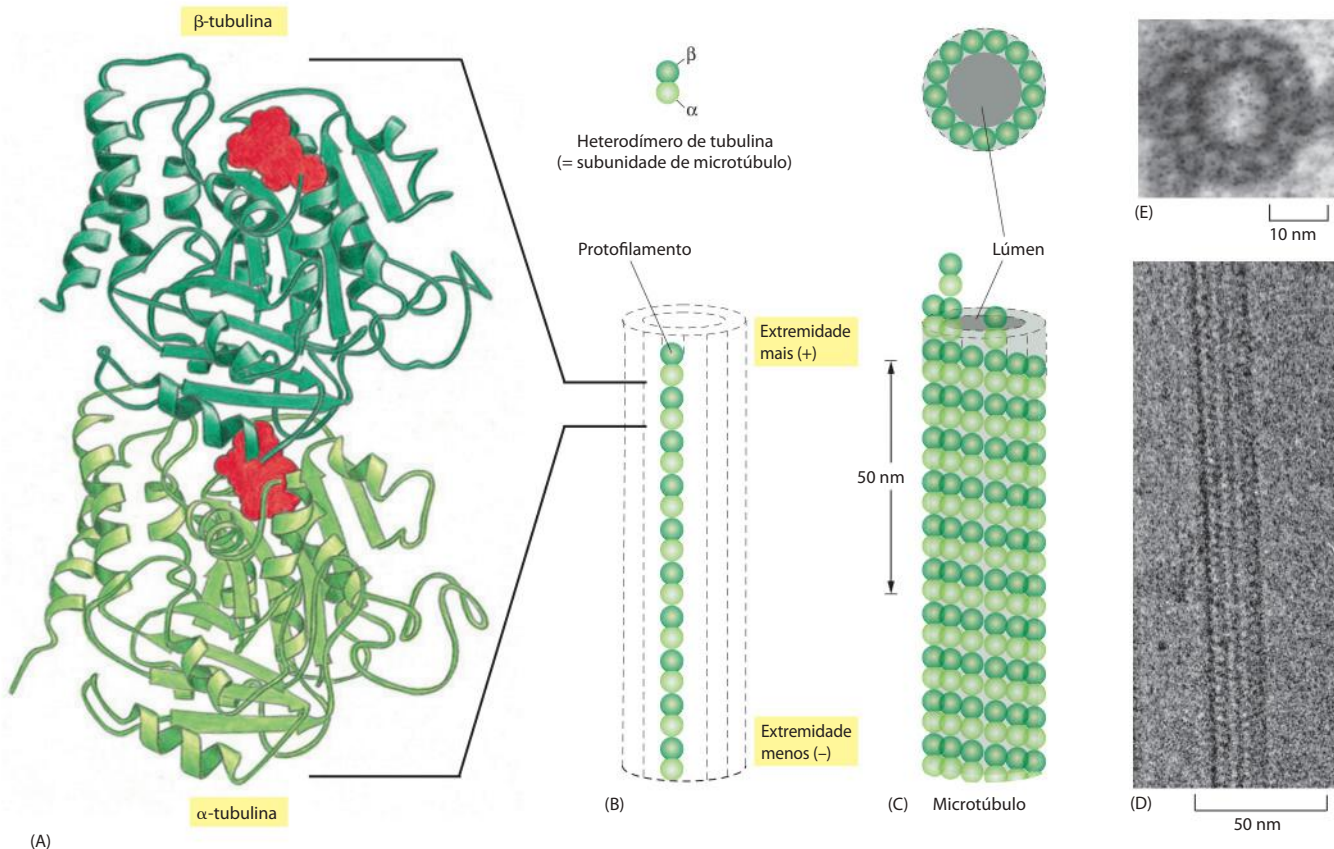 β-tubulina
α-tubulina
(A)
β
α
Heterodímero de tubulina
(= subunidade de microtúbulo)
Protofilamento
Extremidade
mais (+)
Extremidade
menos (–)
(B)
Lúmen
50 nm
(C)
Microtúbulo
(E)
10 nm
(D)
50 nm